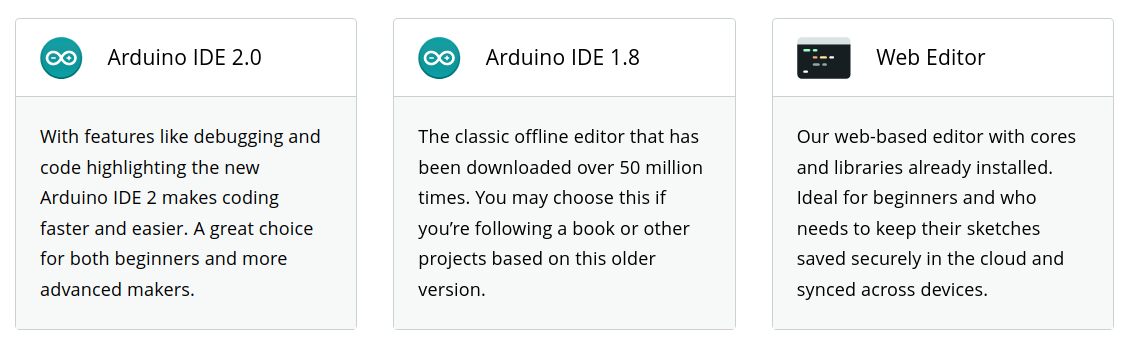 Arduino IDE 2.0
With features like debugging and
code highlighting the new
Arduino IDE 2 makes coding
faster and easier. A great choice
for both beginners and more
advanced makers.
Arduino IDE 1.8
The classic offline editor that has
been downloaded over 50 million
times. You may choose this if
you’re following a book or other
projects based on this older
version.
Web Editor
Our web-based editor with cores
and libraries already installed.
Ideal for beginners and who
needs to keep their sketches
saved securely in the cloud and
synced across devices.